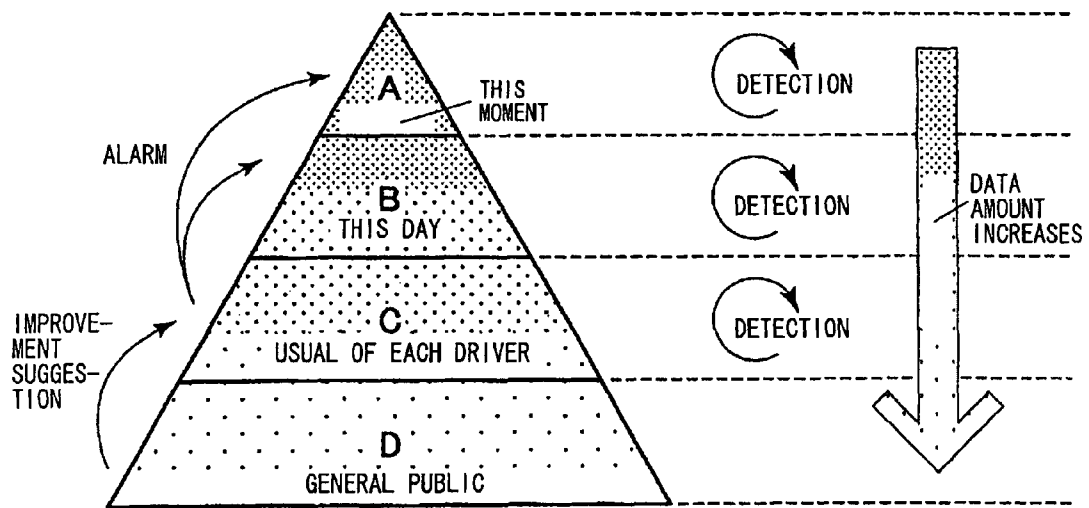 A
THIS
MOMENT
DETECTION
ALARM
B
THIS DAY
DETECTION
DATA
AMOUNT
INCREASES
IMPROVE-
MENT
SUGGES-
TION
C
USUAL OF EACH DRIVER
DETECTION
D
GENERAL PUBLIC